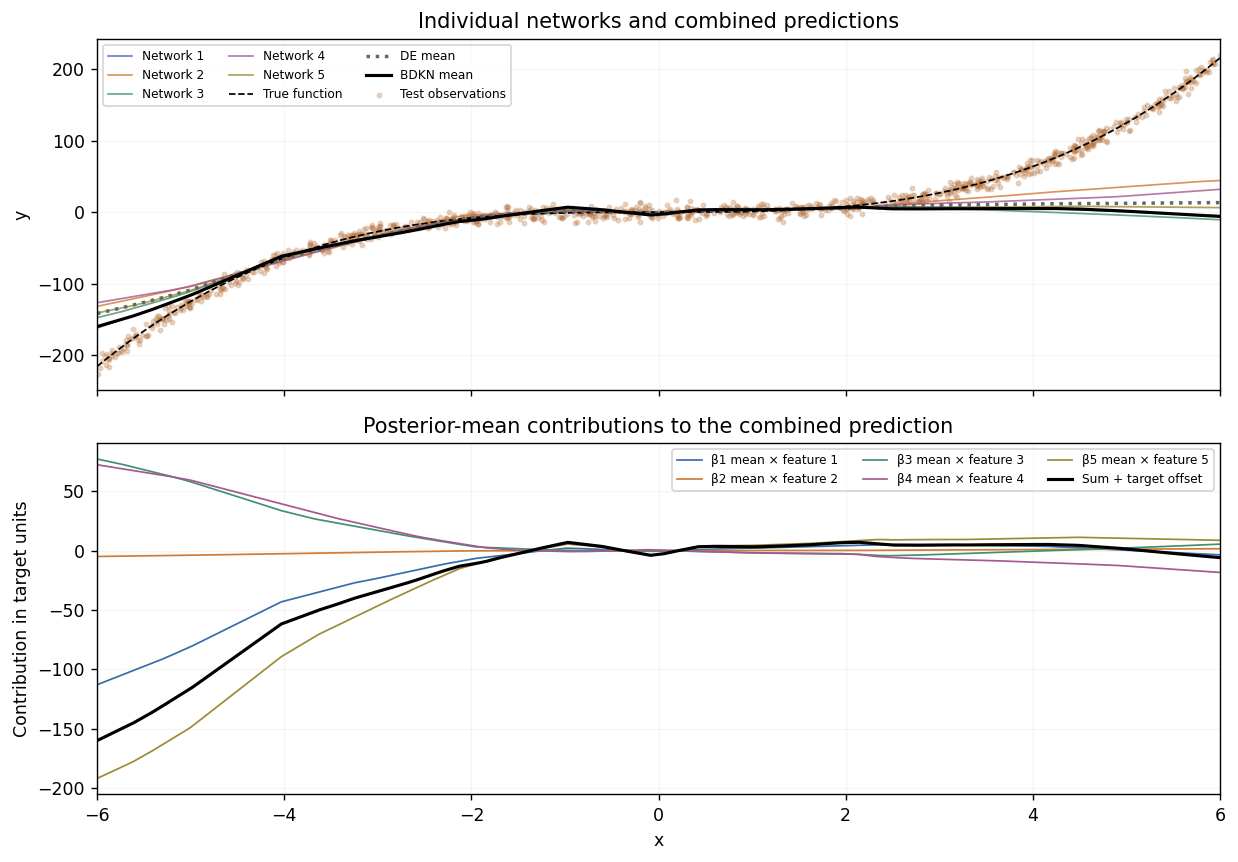 Individual networks and combined predictions
Network 1
Network 2
Network 3
Network 4
Network 5
True function
DE mean
BDKN mean
Test observations
200
100
0
−100
−200
y
Posterior-mean contributions to the combined prediction
β1 mean × feature 1
β2 mean × feature 2
β3 mean × feature 3
β4 mean × feature 4
β5 mean × feature 5
Sum + target offset
50
0
−50
−100
−150
−200
Contribution in target units
−6
−4
−2
0
2
4
6
x